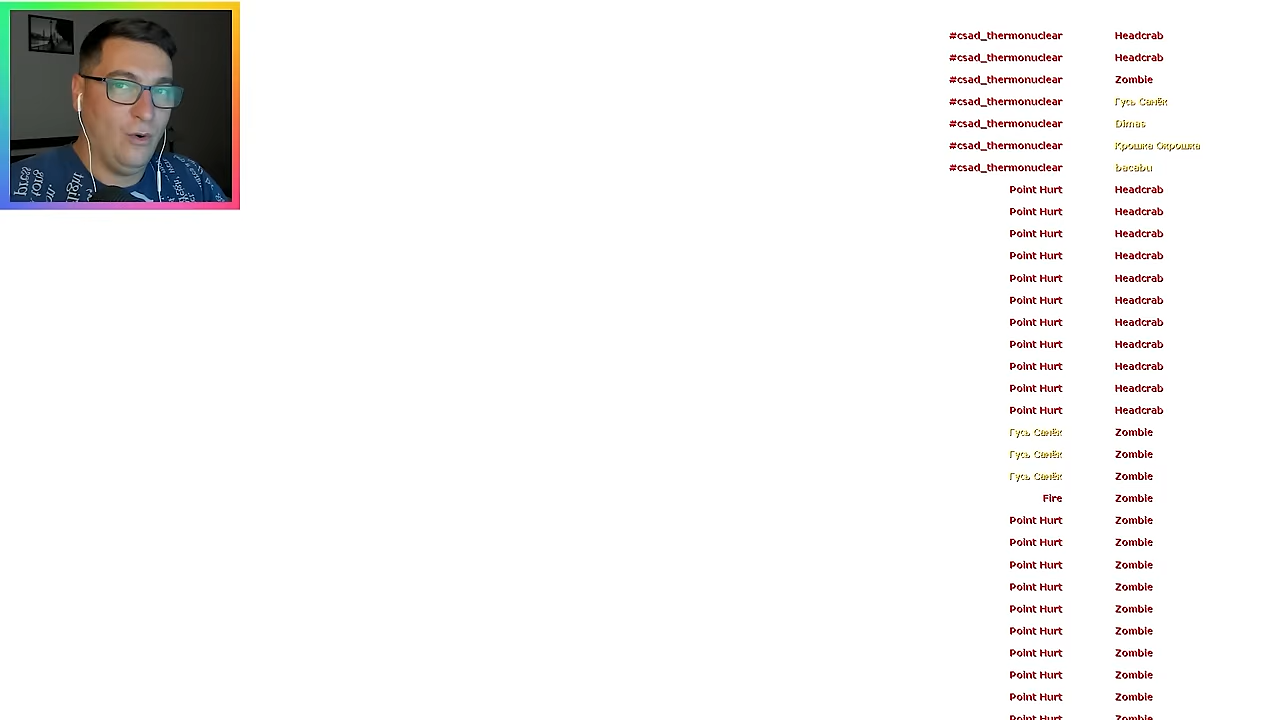 #csad_thermonuclear Headcrab
#csad_thermonuclear Headcrab
#csad_thermonuclear Zombie
#csad_thermonuclear Гусь Санёк
#csad_thermonuclear Dimas
#csad_thermonuclear Крошка Окрошка
#csad_thermonuclear bacabu
Point Hurt Headcrab
Point Hurt Headcrab
Point Hurt Headcrab
Point Hurt Headcrab
Point Hurt Headcrab
Point Hurt Headcrab
Point Hurt Headcrab
Point Hurt Headcrab
Point Hurt Headcrab
Point Hurt Headcrab
Point Hurt Headcrab
Гусь Санёк Zombie
Гусь Санёк Zombie
Гусь Санёк Zombie
Fire Zombie
Point Hurt Zombie
Point Hurt Zombie
Point Hurt Zombie
Point Hurt Zombie
Point Hurt Zombie
Point Hurt Zombie
Point Hurt Zombie
Point Hurt Zombie
Point Hurt Zombie
Point Hurt Zombie